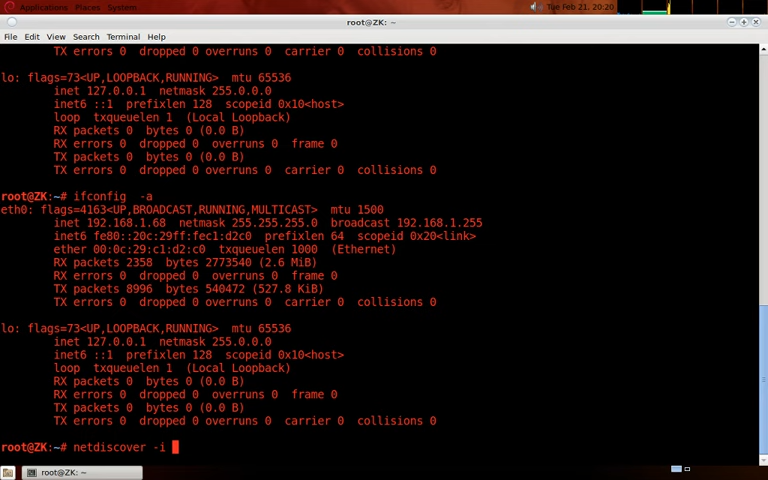 Applications Places System
Tue Feb 21, 20:20
root@ZK: ~
File Edit View Search Terminal Help
TX errors 0 dropped 0 overruns 0 carrier 0 collisions 0
lo: flags=73<UP,LOOPBACK,RUNNING> mtu 65536
inet 127.0.0.1 netmask 255.0.0.0
inet6 ::1 prefixlen 128 scopeid 0x10<host>
loop txqueuelen 1 (Local Loopback)
RX packets 0 bytes 0 (0.0 B)
RX errors 0 dropped 0 overruns 0 frame 0
TX packets 0 bytes 0 (0.0 B)
TX errors 0 dropped 0 overruns 0 carrier 0 collisions 0
root@ZK:~# ifconfig -a
eth0: flags=4163<UP,BROADCAST,RUNNING,MULTICAST> mtu 1500
inet 192.168.1.68 netmask 255.255.255.0 broadcast 192.168.1.255
inet6 fe80::20c:29ff:fec1:d2c0 prefixlen 64 scopeid 0x20<link>
ether 00:0c:29:c1:d2:c0 txqueuelen 1000 (Ethernet)
RX packets 2358 bytes 2773540 (2.6 MiB)
RX errors 0 dropped 0 overruns 0 frame 0
TX packets 8996 bytes 540472 (527.8 KiB)
TX errors 0 dropped 0 overruns 0 carrier 0 collisions 0
lo: flags=73<UP,LOOPBACK,RUNNING> mtu 65536
inet 127.0.0.1 netmask 255.0.0.0
inet6 ::1 prefixlen 128 scopeid 0x10<host>
loop txqueuelen 1 (Local Loopback)
RX packets 0 bytes 0 (0.0 B)
RX errors 0 dropped 0 overruns 0 frame 0
TX packets 0 bytes 0 (0.0 B)
TX errors 0 dropped 0 overruns 0 carrier 0 collisions 0
root@ZK:~# netdiscover -i
root@ZK: ~